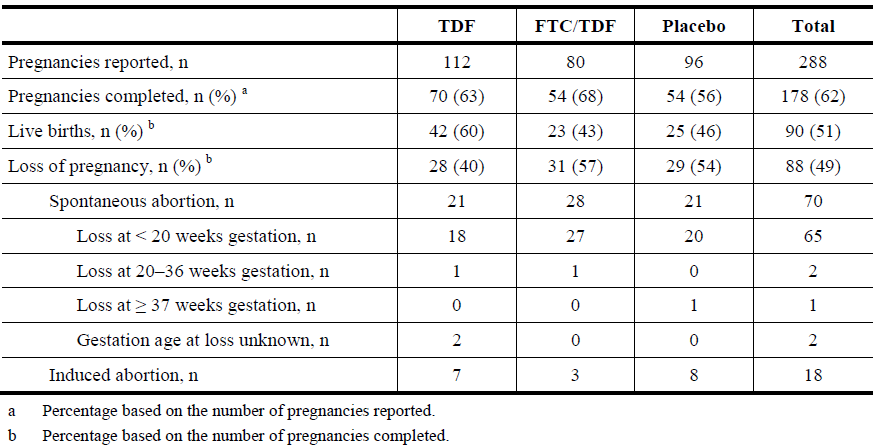 TDF FTC/TDF Placebo Total
Pregnancies reported, n 112 80 96 288
Pregnancies completed, n (%) a 70 (63) 54 (68) 54 (56) 178 (62)
Live births, n (%) b 42 (60) 23 (43) 25 (46) 90 (51)
Loss of pregnancy, n (%) b 28 (40) 31 (57) 29 (54) 88 (49)
Spontaneous abortion, n 21 28 21 70
Loss at < 20 weeks gestation, n 18 27 20 65
Loss at 20–36 weeks gestation, n 1 1 0 2
Loss at ≥ 37 weeks gestation, n 0 0 1 1
Gestation age at loss unknown, n 2 0 0 2
Induced abortion, n 7 3 8 18
a Percentage based on the number of pregnancies reported.
b Percentage based on the number of pregnancies completed.